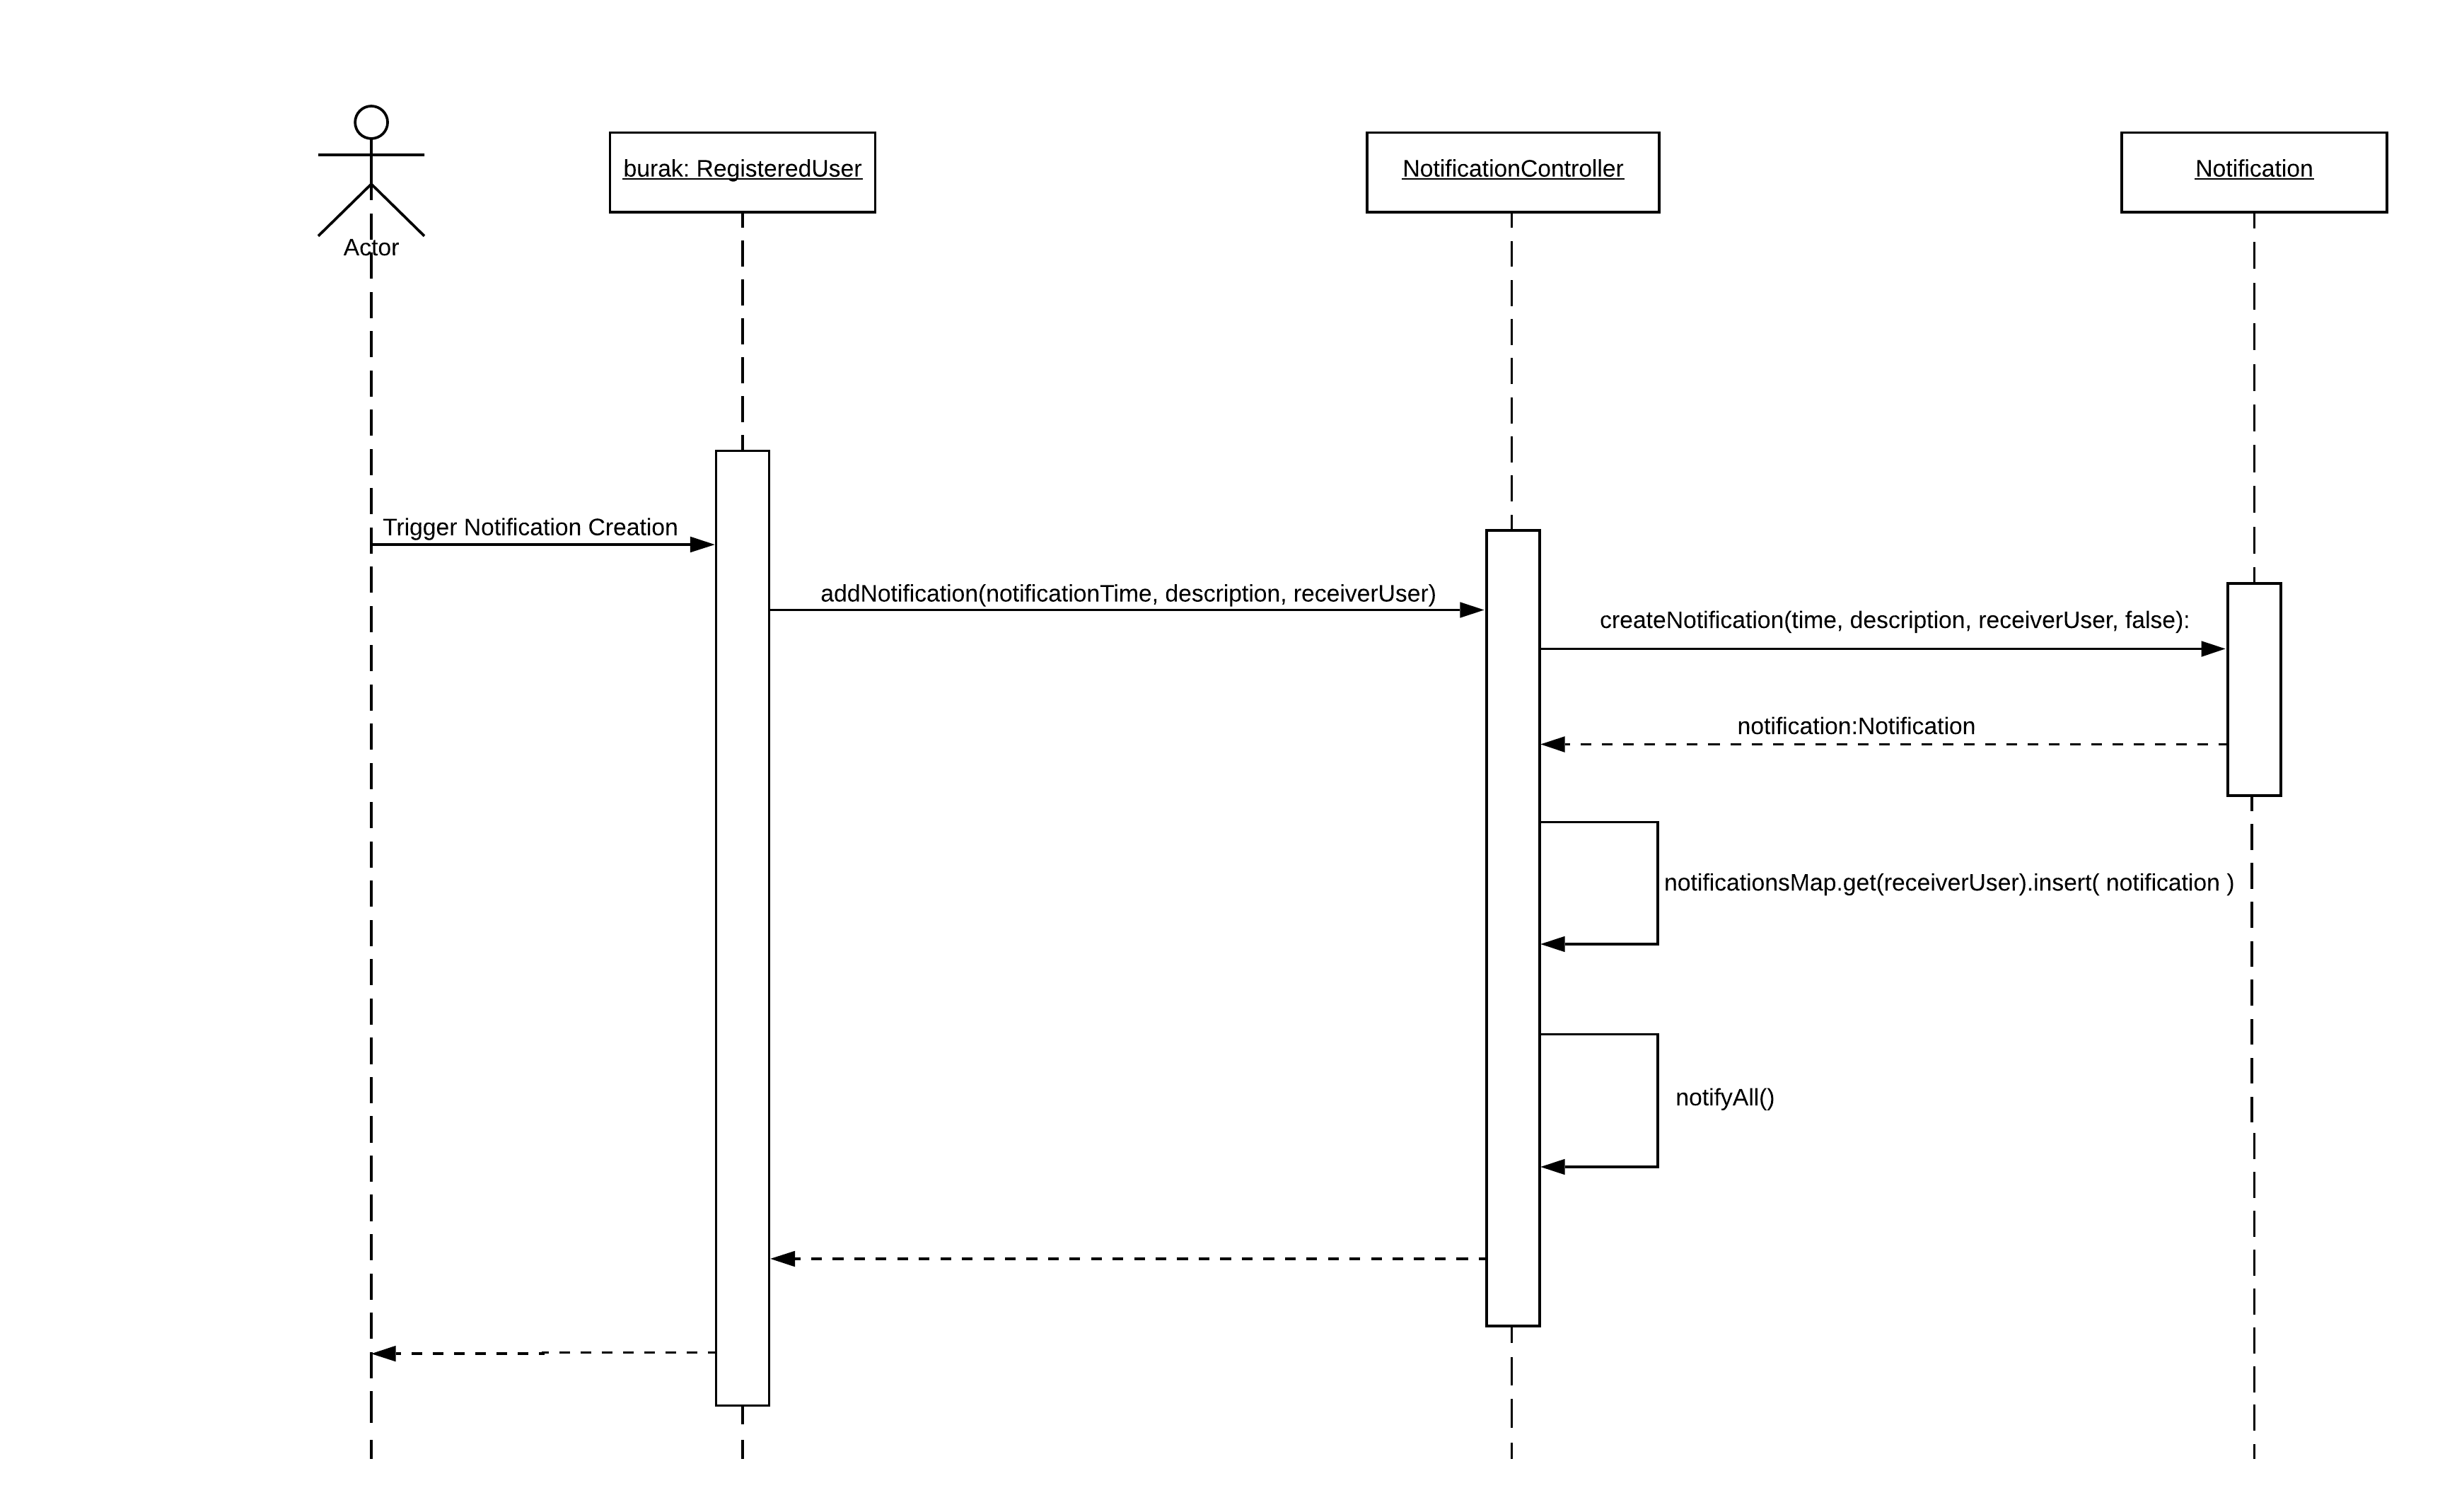 burak: RegisteredUser
NotificationController
Notification
Actor
Trigger Notification Creation
addNotification(notificationTime, description, receiverUser)
createNotification(time, description, receiverUser, false):
notification:Notification
notificationsMap.get(receiverUser).insert( notification )
notifyAll()